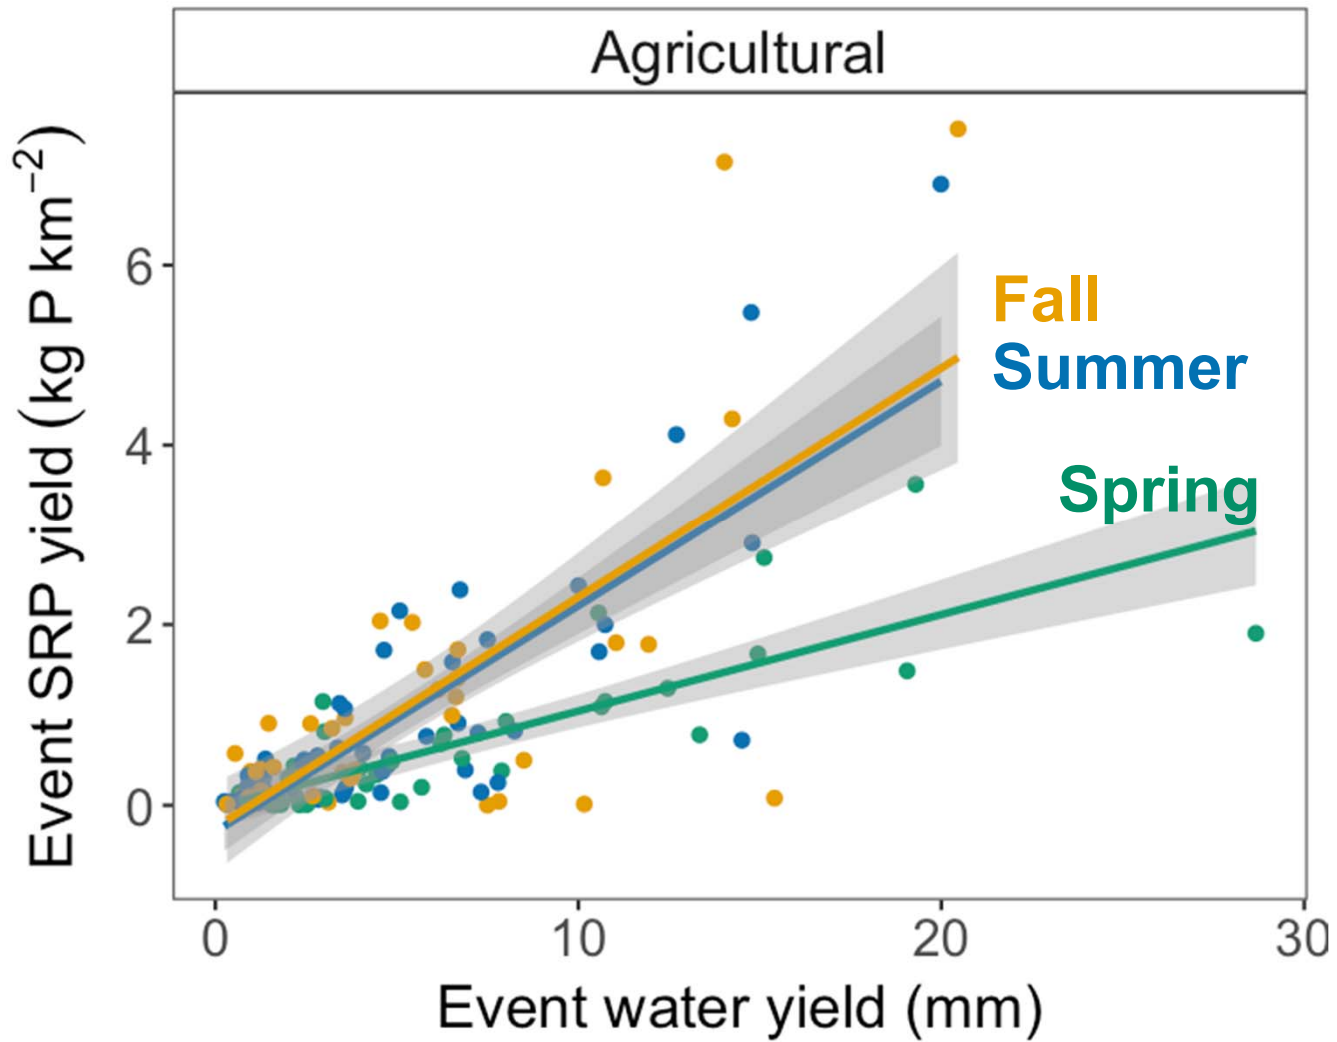 Agricultural
Event SRP yield (kg P km⁻²)
6
4
2
0
Fall
Summer
Spring
0 10 20 30
Event water yield (mm)